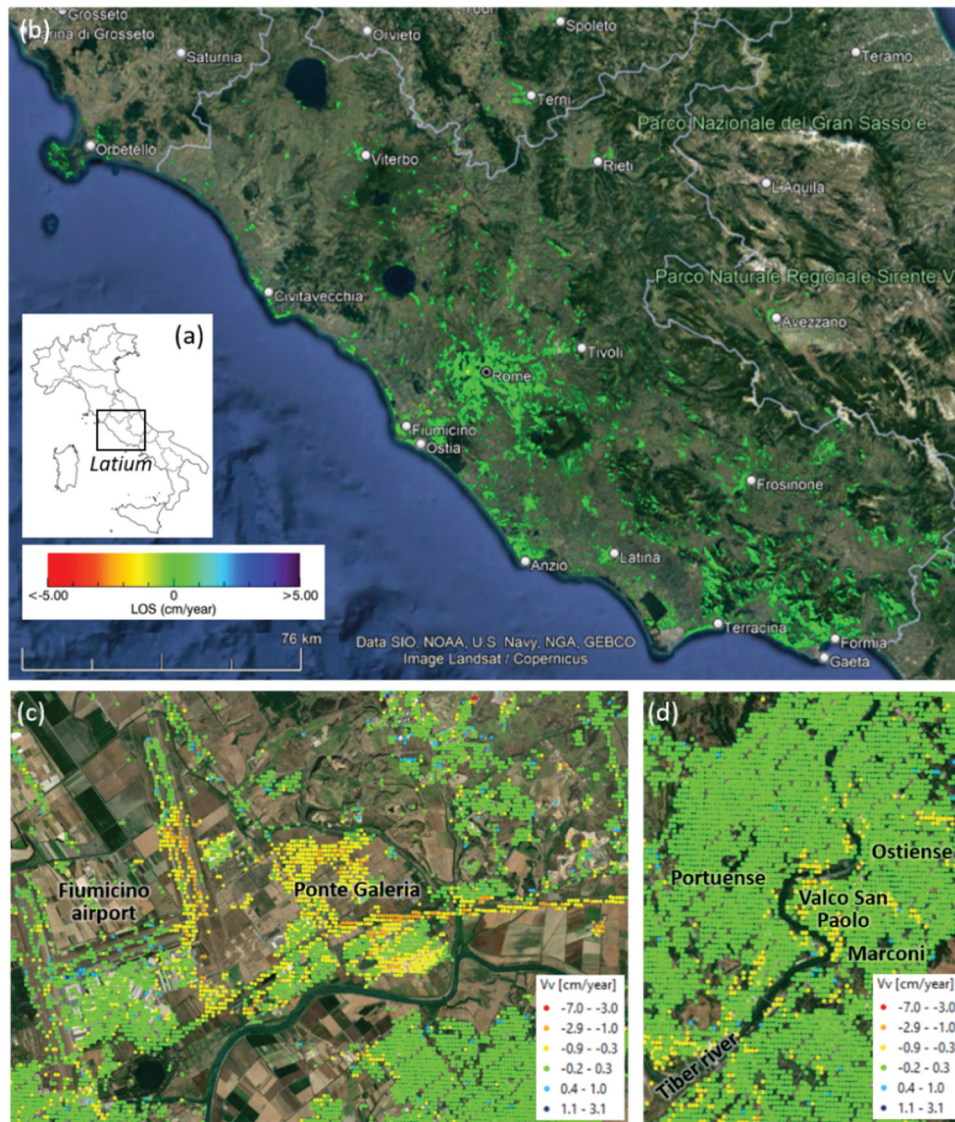 (b)
Grosseto
Marina di Grosseto
Saturnia
Orvieto
Spoleto
Teramo
Terni
Parco Nazionale del Gran Sasso e
Orbetello
Viterbo
Rieti
L'Aquila
Parco Naturale Regionale Sirente V
Civitavecchia
Avezzano
(a)
Tivoli
Rome
Fiumicino
Ostia
Latium
Frosinone
Latina
Anzio
<-5.00 0 >5.00
LOS (cm/year)
76 km
Data SIO, NOAA, U.S. Navy, NGA, GEBCO
Image Landsat / Copernicus
Terracina
Formia
Gaeta
(c)
Fiumicino
airport
Ponte Galeria
Vv [cm/year]
-7.0 - -3.0
-2.9 - -1.0
-0.9 - -0.3
-0.2 - 0.3
0.4 - 1.0
1.1 - 3.1
(d)
Ostiense
Portuense
Valco San
Paolo
Marconi
Tiber river
Vv [cm/year]
-7.0 - -3.0
-2.9 - -1.0
-0.9 - -0.3
-0.2 - 0.3
0.4 - 1.0
1.1 - 3.1